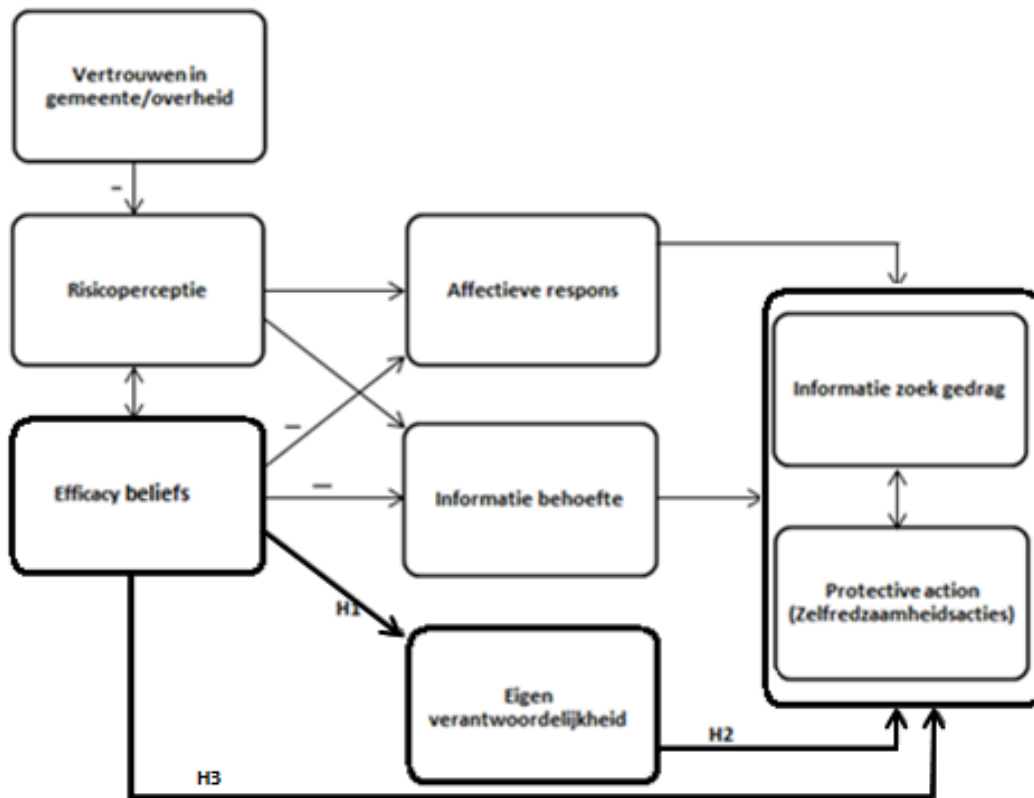 Vertrouwen in
gemeente/overheid
–
Risicoperceptie
Affectieve respons
Informatie zoek gedrag
–
Efficacy beliefs
–
Informatie behoefte
Protective action
(Zelfredzaamheidsacties)
H1
Eigen
verantwoordelijkheid
H2
H3